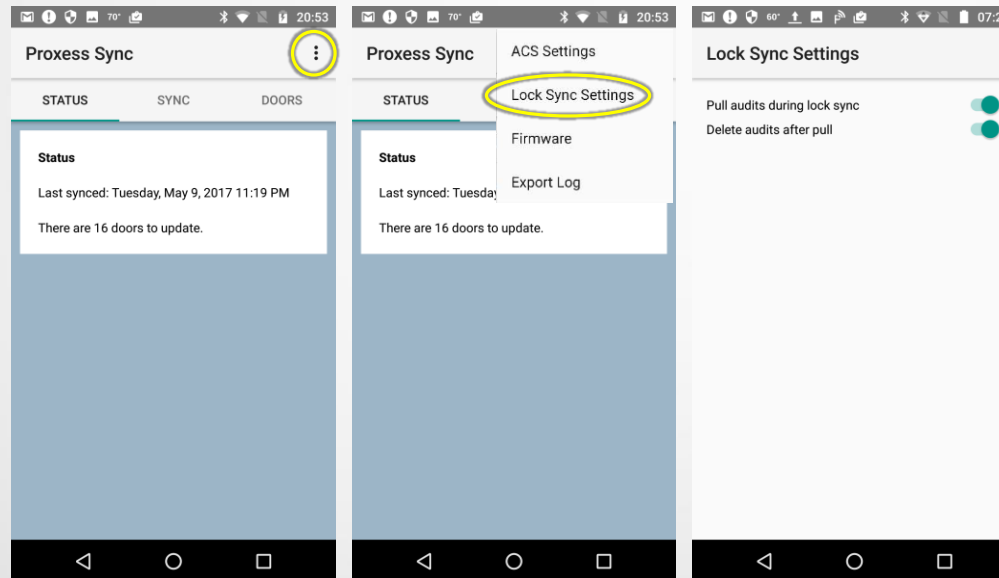 70°
20:53
Proxess Sync
STATUS SYNC DOORS
Status
Last synced: Tuesday, May 9, 2017 11:19 PM
There are 16 doors to update.
70°
20:53
Proxess Sync
ACS Settings
Lock Sync Settings
Firmware
Export Log
STATUS
Status
Last synced: Tuesday
There are 16 doors to update.
60°
07:2
Lock Sync Settings
Pull audits during lock sync
Delete audits after pull